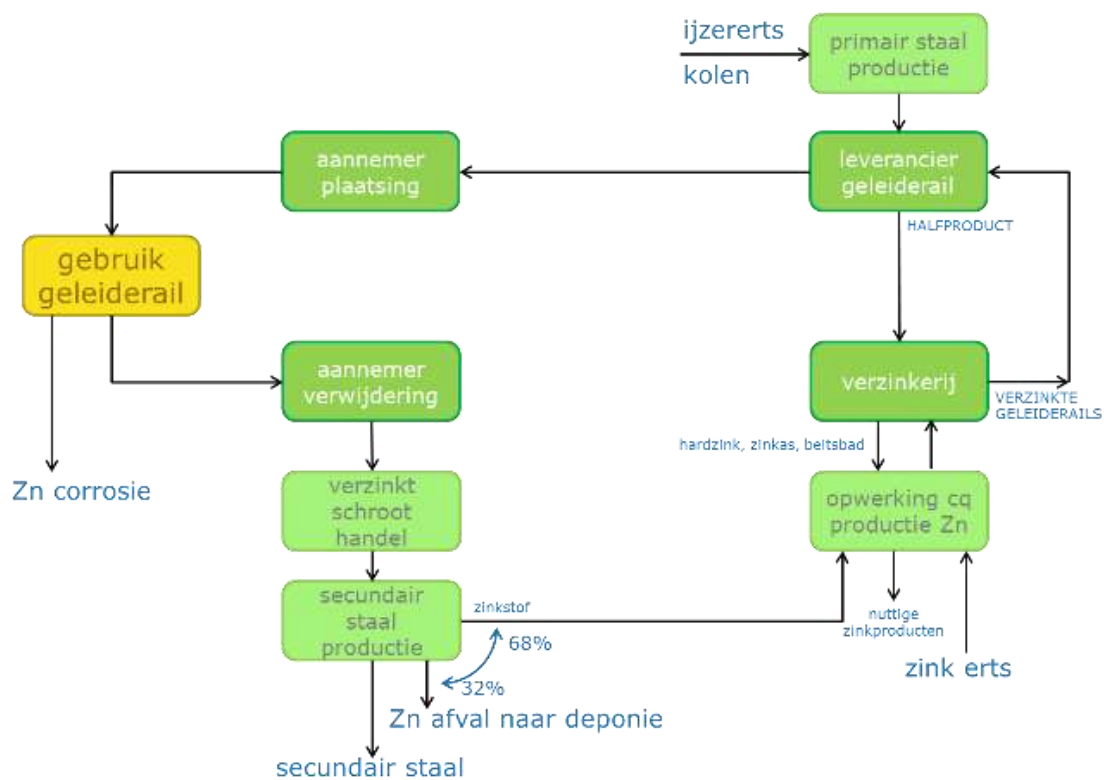 ijzererts
kolen
primair staal
productie
aannemer
plaatsing
leverancier
geleiderail
HALFPRODUCT
gebruik
geleiderail
aannemer
verwijdering
verzinkerij
VERZINKTE
GELEIDERAILS
hardzink, zinkas, beitsbad
Zn corrosie
verzinkt
schroot
handel
opwerking cq
productie Zn
secundair
staal
productie
zinkstof
68%
32%
nuttige
zinkproducten
zink erts
Zn afval naar deponie
secundair staal